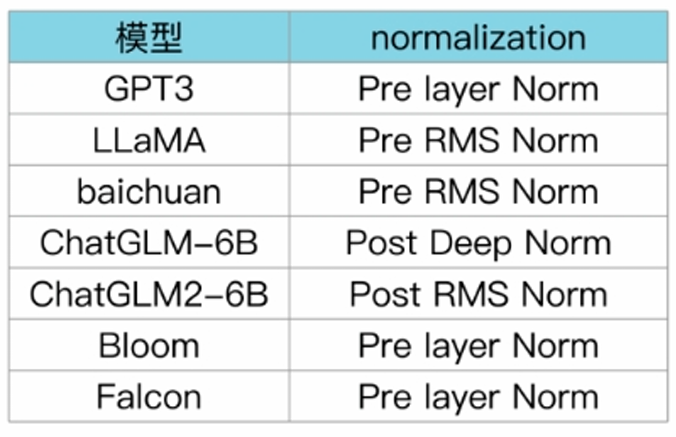 模型 normalization
GPT3 Pre layer Norm
LLaMA Pre RMS Norm
baichuan Pre RMS Norm
ChatGLM-6B Post Deep Norm
ChatGLM2-6B Post RMS Norm
Bloom Pre layer Norm
Falcon Pre layer Norm